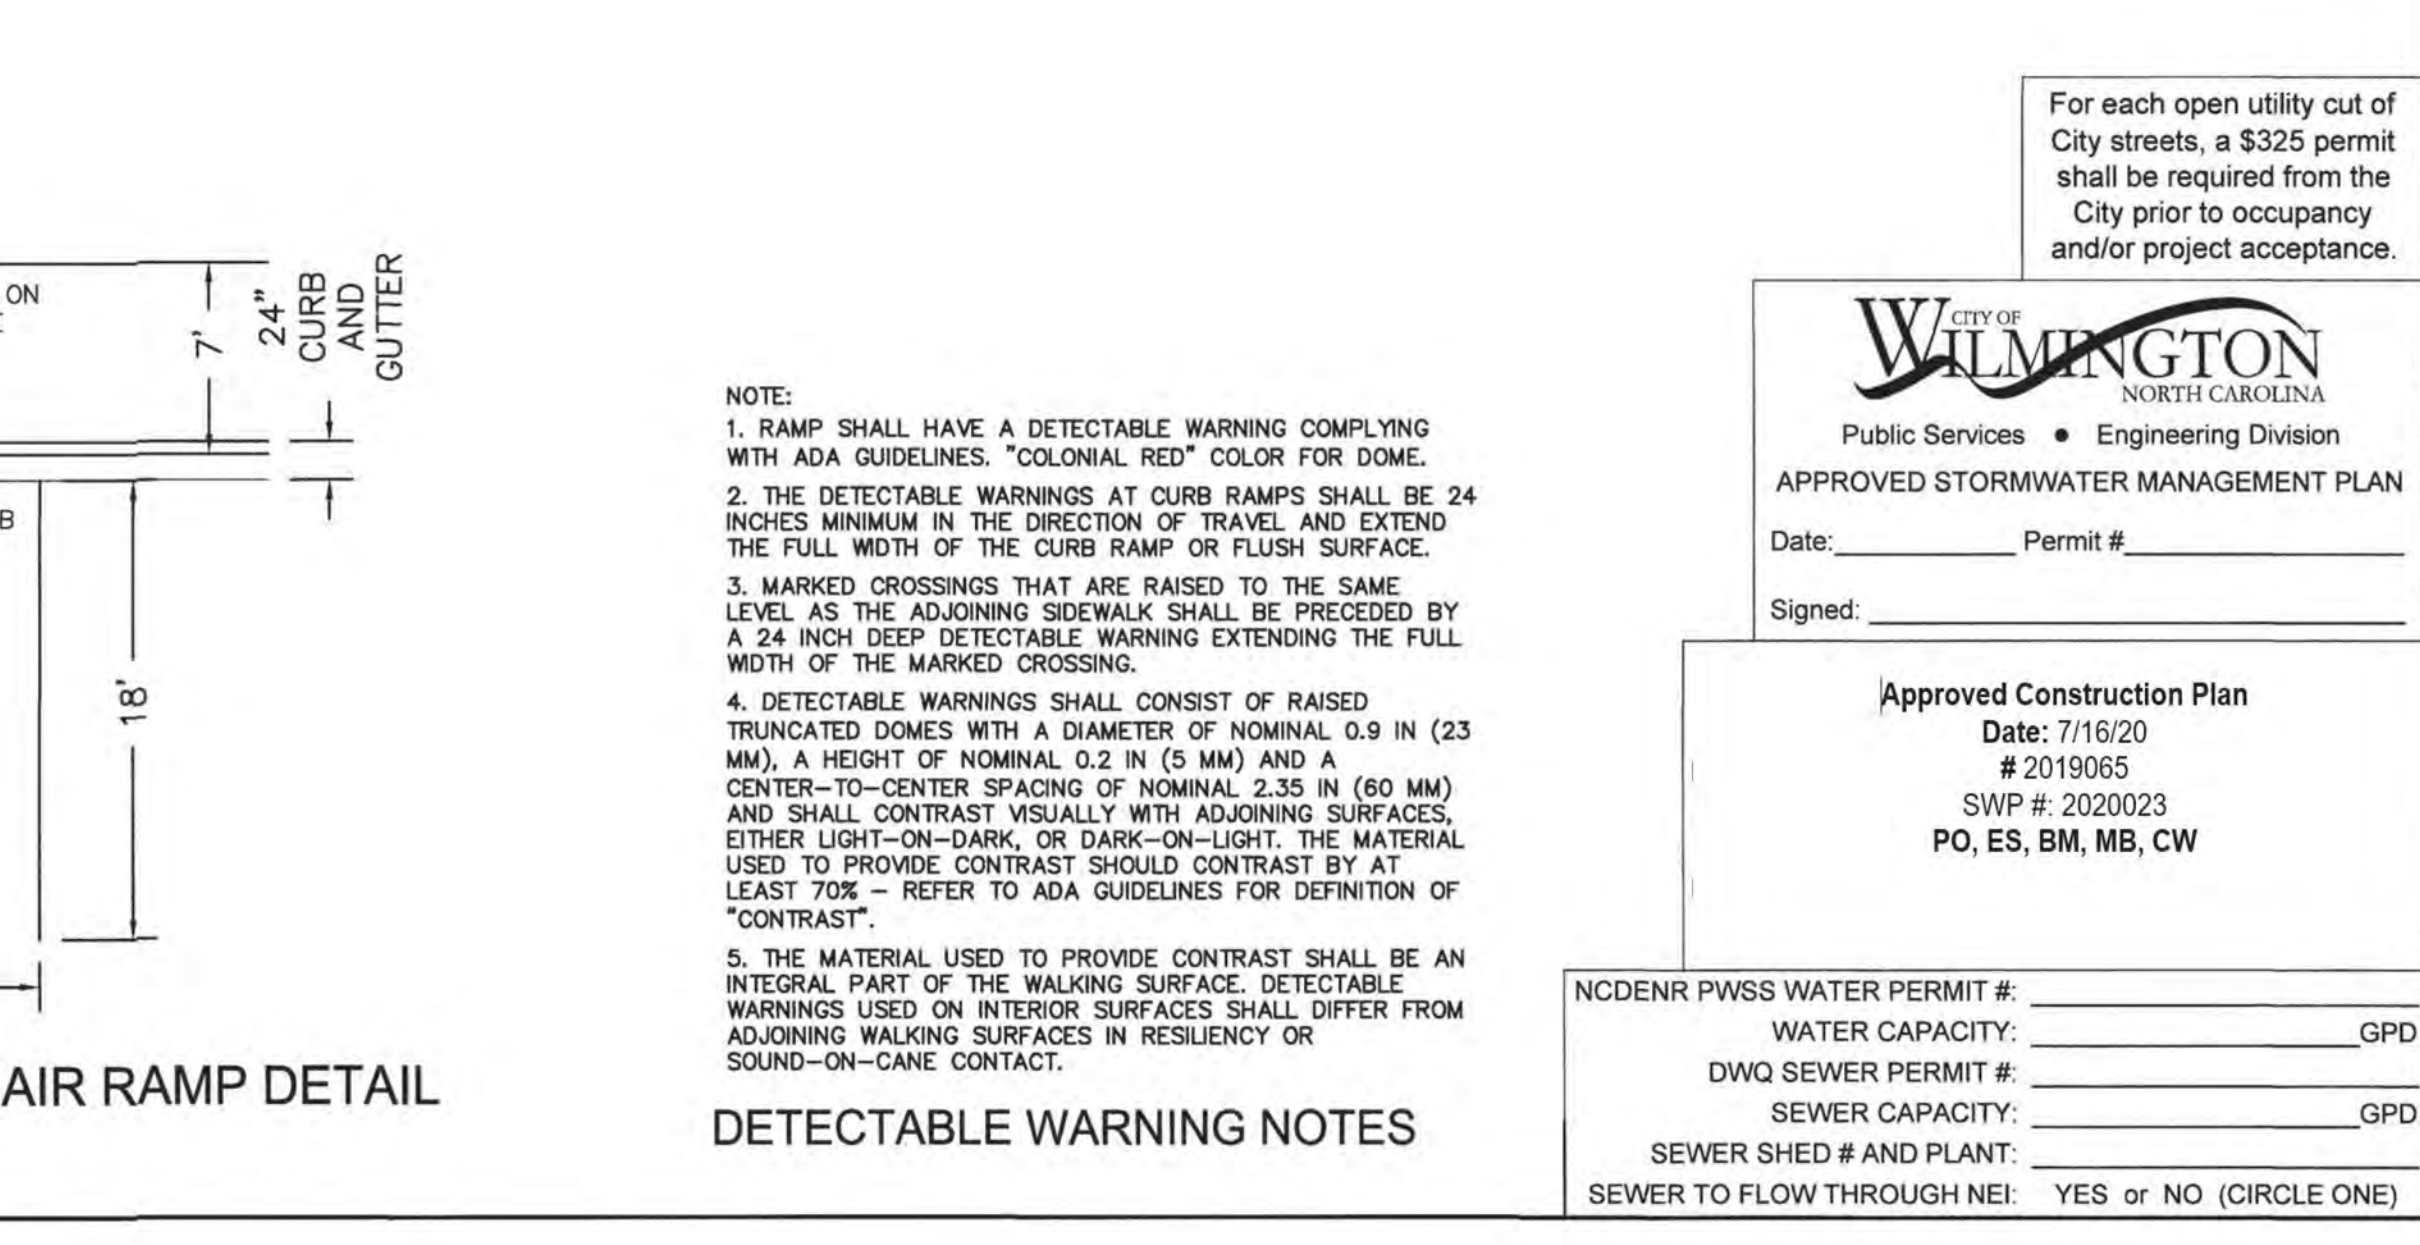 ON
7'
24"
CURB
AND
GUTTER
B
18'
AIR RAMP DETAIL
NOTE:
1. RAMP SHALL HAVE A DETECTABLE WARNING COMPLYING
WITH ADA GUIDELINES. "COLONIAL RED" COLOR FOR DOME.
2. THE DETECTABLE WARNINGS AT CURB RAMPS SHALL BE 24
INCHES MINIMUM IN THE DIRECTION OF TRAVEL AND EXTEND
THE FULL WIDTH OF THE CURB RAMP OR FLUSH SURFACE.
3. MARKED CROSSINGS THAT ARE RAISED TO THE SAME
LEVEL AS THE ADJOINING SIDEWALK SHALL BE PRECEDED BY
A 24 INCH DEEP DETECTABLE WARNING EXTENDING THE FULL
WIDTH OF THE MARKED CROSSING.
4. DETECTABLE WARNINGS SHALL CONSIST OF RAISED
TRUNCATED DOMES WITH A DIAMETER OF NOMINAL 0.9 IN (23
MM), A HEIGHT OF NOMINAL 0.2 IN (5 MM) AND A
CENTER-TO-CENTER SPACING OF NOMINAL 2.35 IN (60 MM)
AND SHALL CONTRAST VISUALLY WITH ADJOINING SURFACES,
EITHER LIGHT-ON-DARK, OR DARK-ON-LIGHT. THE MATERIAL
USED TO PROVIDE CONTRAST SHOULD CONTRAST BY AT
LEAST 70% – REFER TO ADA GUIDELINES FOR DEFINITION OF
"CONTRAST".
5. THE MATERIAL USED TO PROVIDE CONTRAST SHALL BE AN
INTEGRAL PART OF THE WALKING SURFACE. DETECTABLE
WARNINGS USED ON INTERIOR SURFACES SHALL DIFFER FROM
ADJOINING WALKING SURFACES IN RESILIENCY OR
SOUND-ON-CANE CONTACT.
DETECTABLE WARNING NOTES
For each open utility cut of
City streets, a $325 permit
shall be required from the
City prior to occupancy
and/or project acceptance.
CITY OF
WILMINGTON
NORTH CAROLINA
Public Services • Engineering Division
APPROVED STORMWATER MANAGEMENT PLAN
Date: Permit #
Signed:
Approved Construction Plan
Date: 7/16/20
# 2019065
SWP #: 2020023
PO, ES, BM, MB, CW
NCDENR PWSS WATER PERMIT #:
WATER CAPACITY: GPD
DWQ SEWER PERMIT #:
SEWER CAPACITY: GPD
SEWER SHED # AND PLANT:
SEWER TO FLOW THROUGH NEI: YES or NO (CIRCLE ONE)